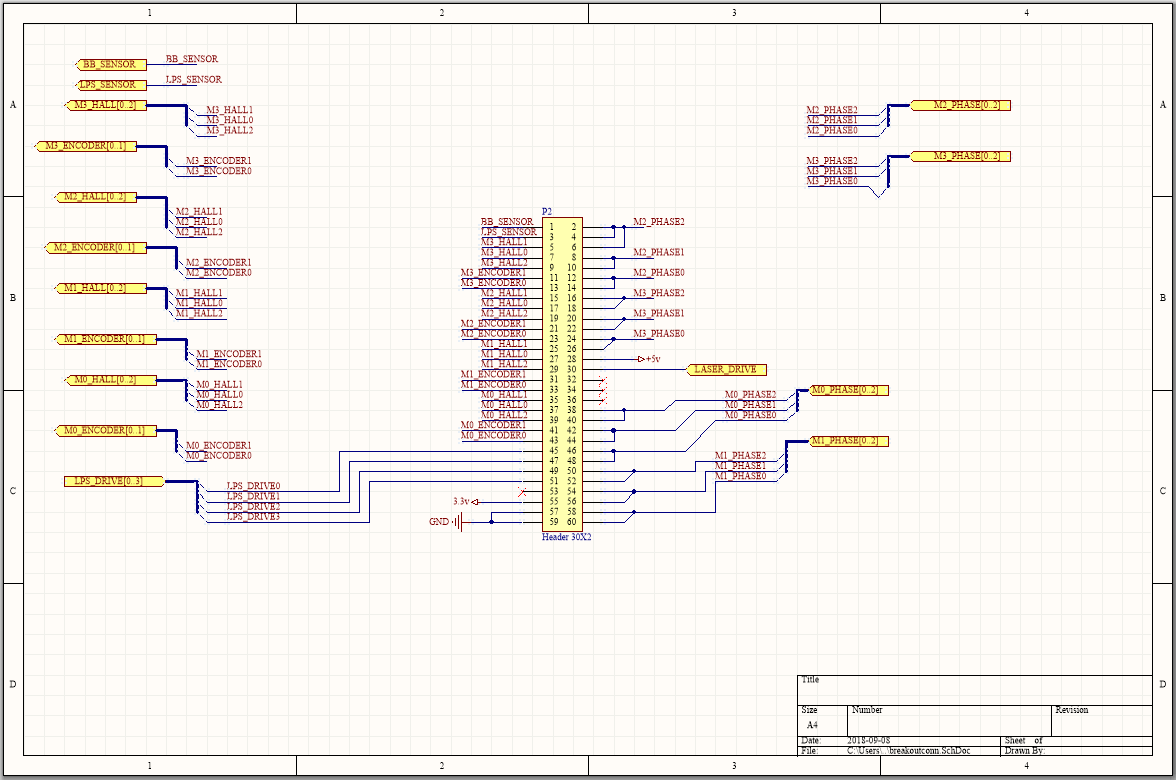 1 2 3 4
BB_SENSOR BB_SENSOR
LPS_SENSOR LPS_SENSOR
A M3_HALL[0..2] M2_PHASE[0..2] A
M3_HALL1 M2_PHASE2
M3_HALL0 M2_PHASE1
M3_HALL2 M2_PHASE0
M3_ENCODER[0..1]
M3_PHASE[0..2]
M3_ENCODER1 M3_PHASE2
M3_ENCODER0 M3_PHASE1
M3_PHASE0
M2_HALL[0..2]
M2_HALL1 P2
M2_HALL0 BB_SENSOR 1 2 M2_PHASE2
M2_HALL2 LPS_SENSOR 3 4
M2_ENCODER[0..1] M3_HALL1 5 6
M3_HALL0 7 8 M2_PHASE1
M2_ENCODER1 M3_HALL2 9 10
M2_ENCODER0 M3_ENCODER1 11 12 M2_PHASE0
M1_HALL[0..2] M3_ENCODER0 13 14
B M1_HALL1 M2_HALL1 15 16 M3_PHASE2 B
M1_HALL0 M2_HALL0 17 18
M1_HALL2 M2_HALL2 19 20 M3_PHASE1
M2_ENCODER1 21 22
M1_ENCODER[0..1] M2_ENCODER0 23 24 M3_PHASE0
M1_HALL1 25 26
M1_ENCODER1 M1_HALL0 27 28 +5v
M1_ENCODER0 M1_HALL2 29 30 LASER_DRIVE
M0_HALL[0..2] M1_ENCODER1 31 32
M0_HALL1 M1_ENCODER0 33 34 M0_PHASE[0..2]
M0_HALL0 M0_HALL1 35 36 M0_PHASE2
M0_HALL2 M0_HALL0 37 38 M0_PHASE1
M0_HALL2 39 40 M0_PHASE0
M0_ENCODER[0..1] M0_ENCODER1 41 42
M0_ENCODER0 43 44 M1_PHASE[0..2]
M0_ENCODER1 45 46
M0_ENCODER0 47 48 M1_PHASE2
49 50 M1_PHASE1
LPS_DRIVE[0..3] 51 52 M1_PHASE0
C LPS_DRIVE0 53 54 C
LPS_DRIVE1 3.3v 55 56
LPS_DRIVE2 57 58
LPS_DRIVE3 GND 59 60
Header 30X2
D D
Title
Size Number Revision
A4
Date: 2018-09-08 Sheet of
File: C:\Users\..\breakoutconn.SchDoc Drawn By:
1 2 3 4